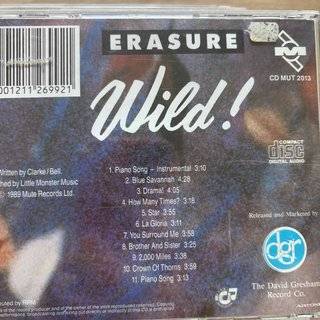 ERASURE
CD MUT 2013
001211 269921
Wild!
COMPACT
disc
DIGITAL AUDIO
Written by Clarke/Bell.
hed by Little Monster Music
© 1989 Mute Records Ltd.
1. Piano Song - Instrumental 3:10
2. Blue Savannah 4:28
3. Drama! 4:05
4. How Many Times? 3:18
5. Star 3:55
6. La Gloria 3:11
7. You Surround Me 3:58
8. Brother And Sister 3:25
9. 2,000 Miles 3:38
10. Crown Of Thorns 3:59
11. Piano Song 3:13
Released and Marketed by
dgr
The David Gresham
Record Co.